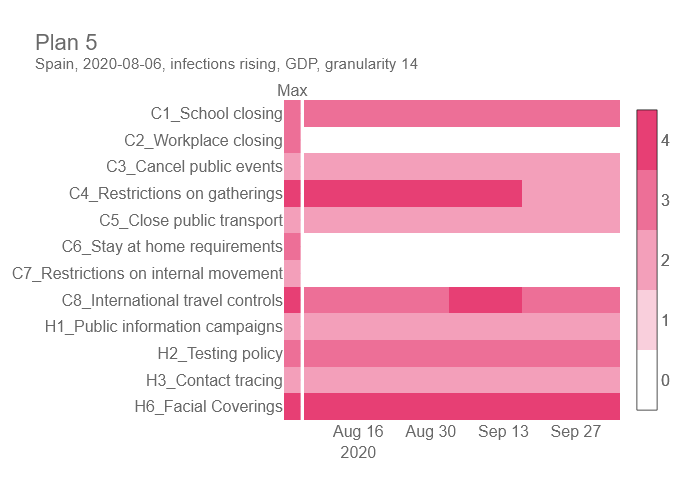 Plan 5
Spain, 2020-08-06, infections rising, GDP, granularity 14
Max
C1_School closing
C2_Workplace closing
C3_Cancel public events
C4_Restrictions on gatherings
C5_Close public transport
C6_Stay at home requirements
C7_Restrictions on internal movement
C8_International travel controls
H1_Public information campaigns
H2_Testing policy
H3_Contact tracing
H6_Facial Coverings
Aug 16
2020
Aug 30
Sep 13
Sep 27
4
3
2
1
0